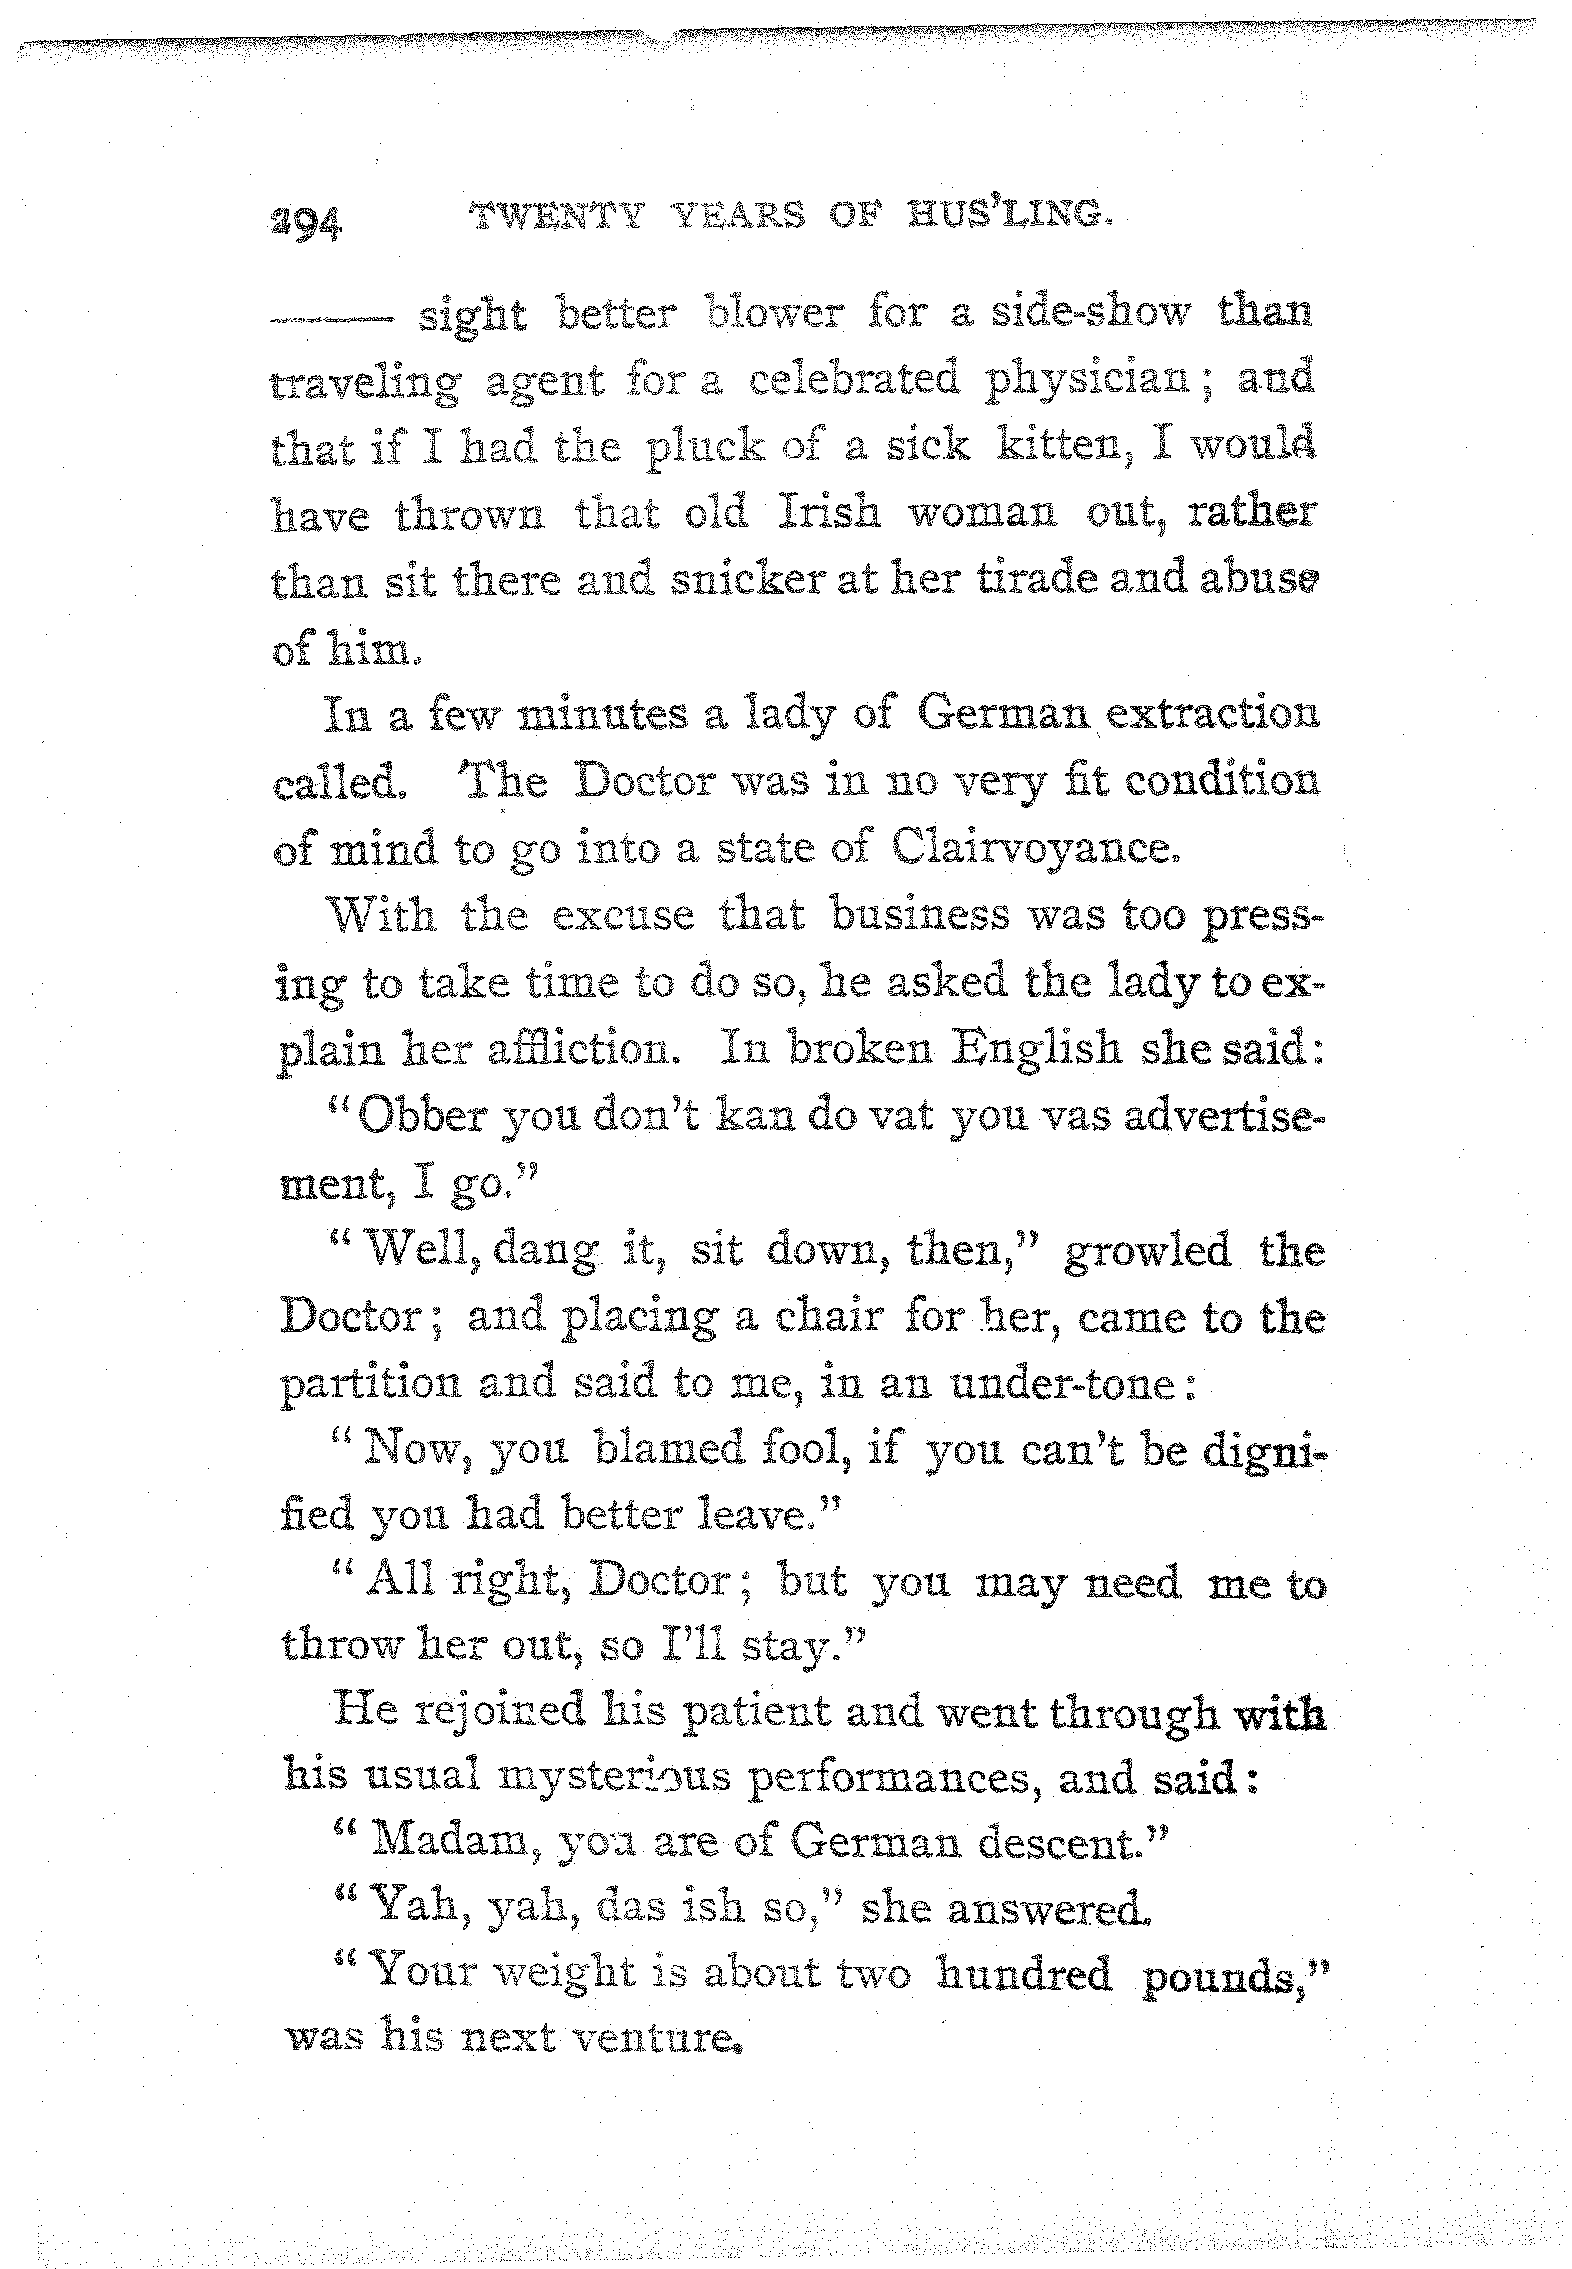 294 TWENTY YEARS OF HUS'LING.
——— sight better blower for a side-show than
traveling agent for a celebrated physician; and
that if I had the pluck of a sick kitten, I would
have thrown that old Irish woman out, rather
than sit there and snicker at her tirade and abuse
of him.
In a few minutes a lady of German extraction
called. The Doctor was in no very fit condition
of mind to go into a state of Clairvoyance.
With the excuse that business was too press-
ing to take time to do so, he asked the lady to ex-
plain her affliction. In broken English she said:
"Obber you don't kan do vat you vas advertise-
ment, I go."
"Well, dang it, sit down, then," growled the
Doctor; and placing a chair for her, came to the
partition and said to me, in an under-tone:
"Now, you blamed fool, if you can't be digni-
fied you had better leave."
"All right, Doctor; but you may need me to
throw her out, so I'll stay."
He rejoined his patient and went through with
his usual mysterious performances, and said:
"Madam, you are of German descent."
"Yah, yah, das ish so," she answered.
"Your weight is about two hundred pounds,"
was his next venture.